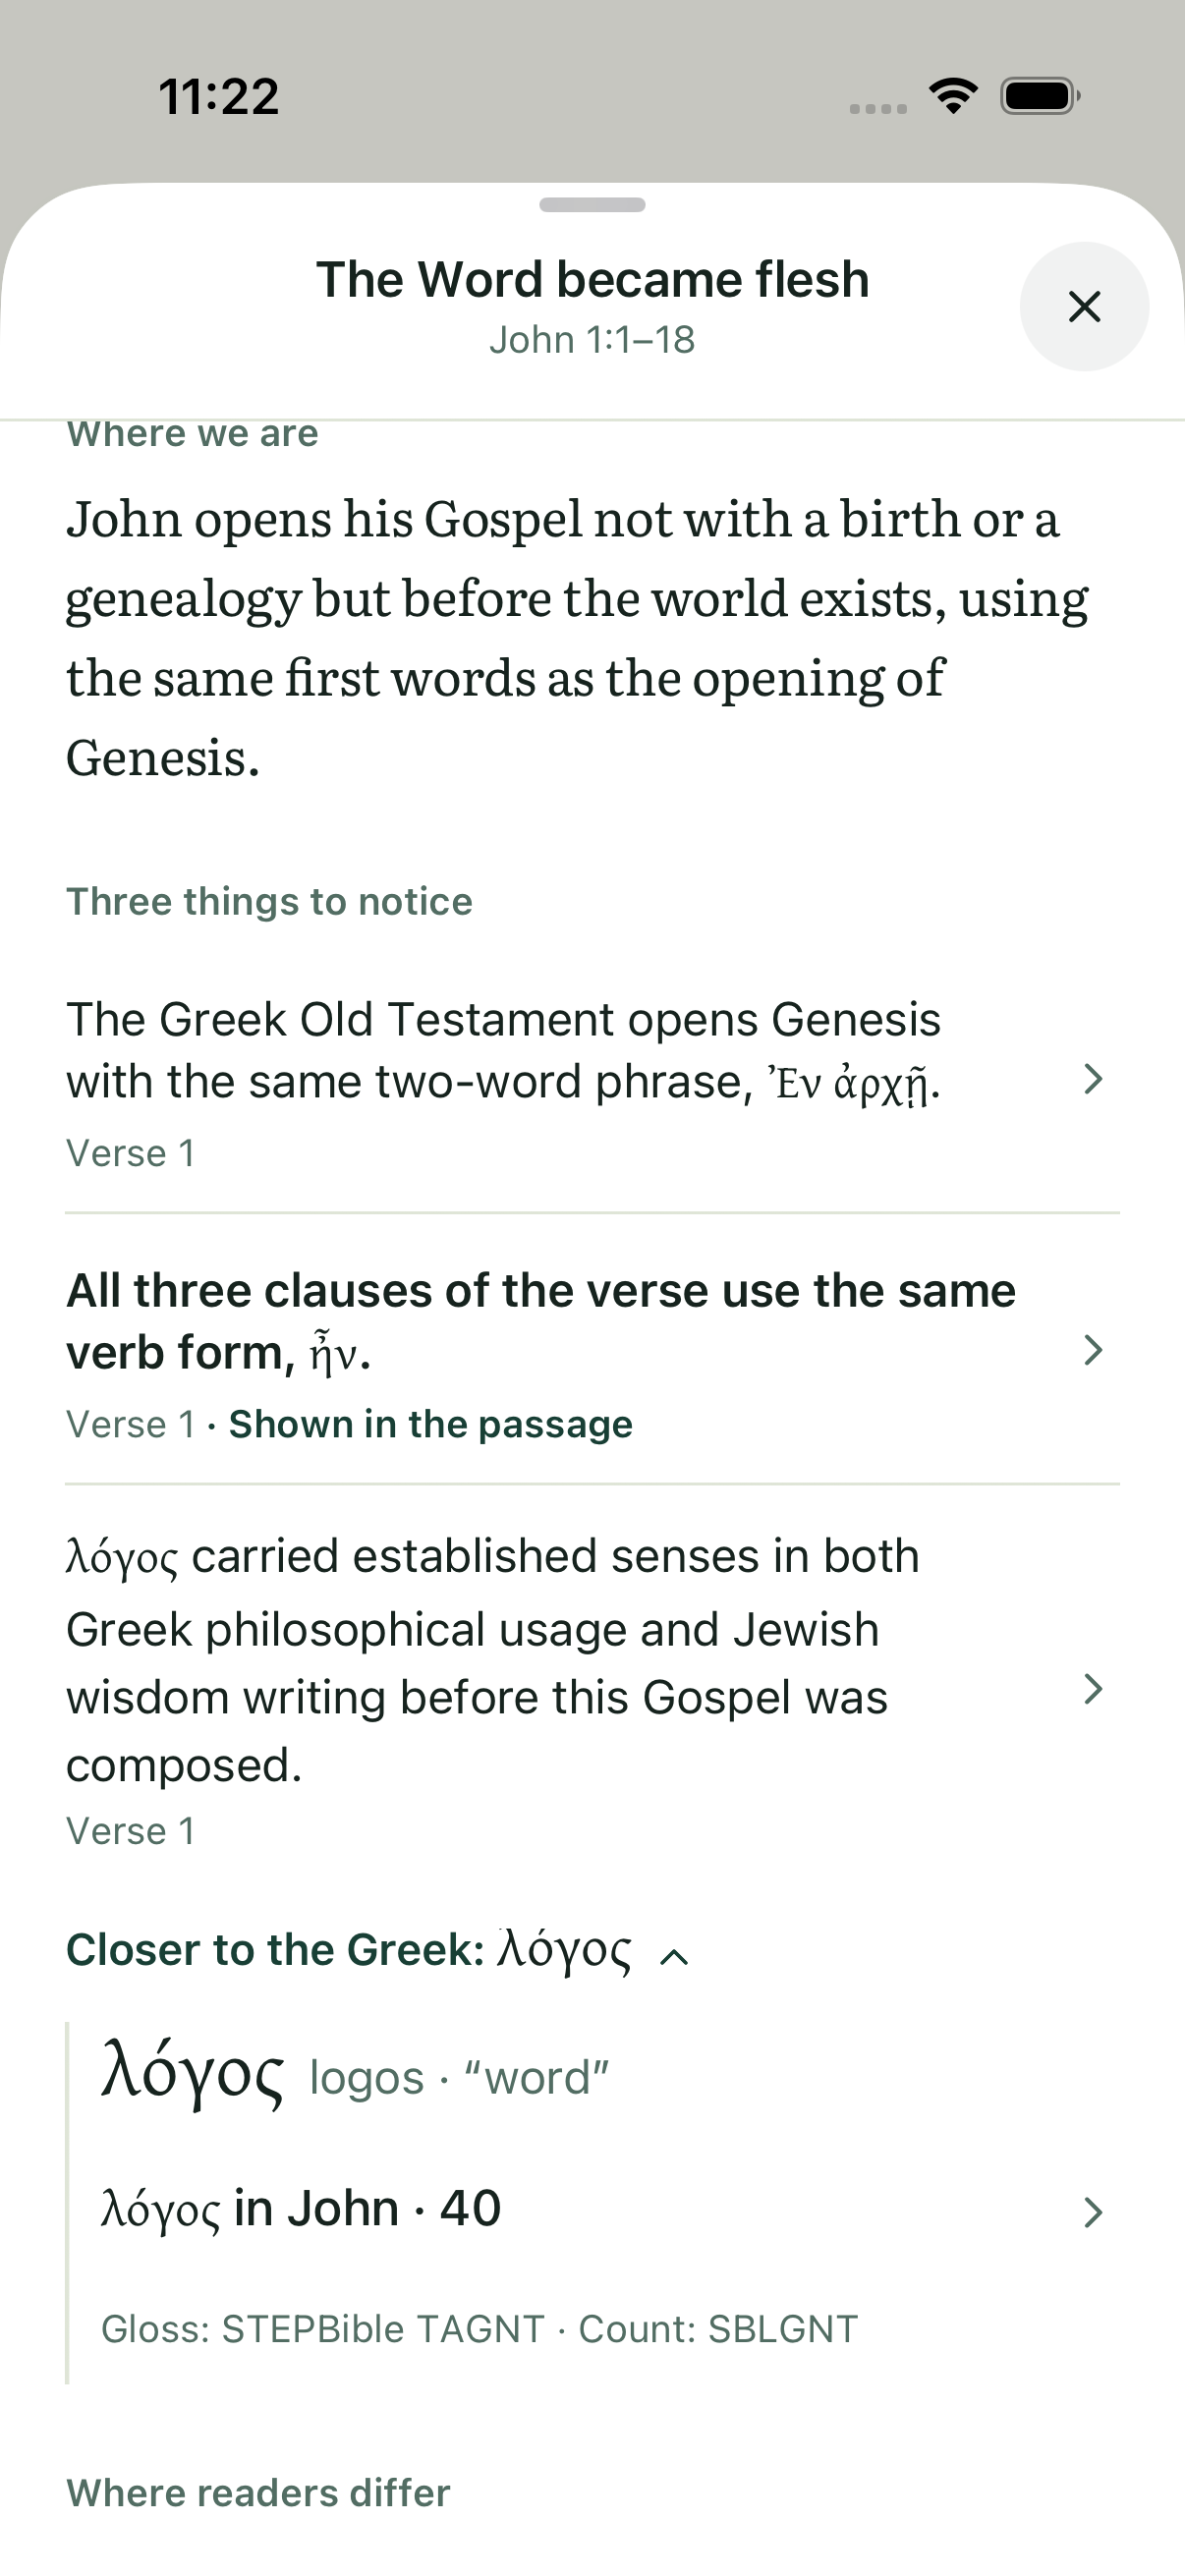 11:22
The Word became flesh
John 1:1–18
Where we are
John opens his Gospel not with a birth or a
genealogy but before the world exists, using
the same first words as the opening of
Genesis.
Three things to notice
The Greek Old Testament opens Genesis
with the same two-word phrase, Ἐν ἀρχῇ.
Verse 1
All three clauses of the verse use the same
verb form, ἦν.
Verse 1 · Shown in the passage
λόγος carried established senses in both
Greek philosophical usage and Jewish
wisdom writing before this Gospel was
composed.
Verse 1
Closer to the Greek: λόγος
λόγος logos · “word”
λόγος in John · 40
Gloss: STEPBible TAGNT · Count: SBLGNT
Where readers differ